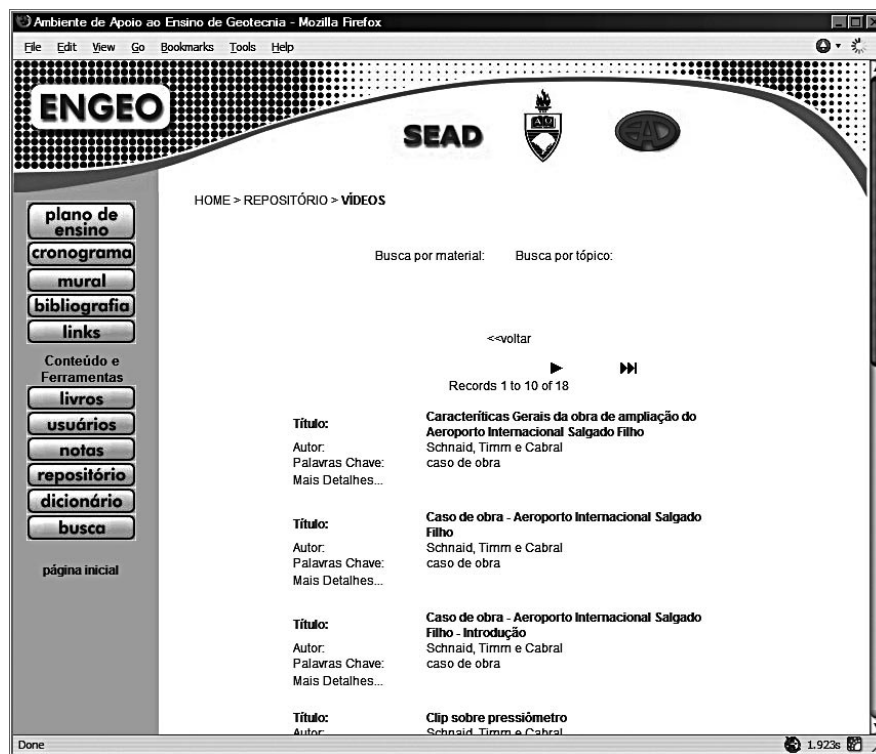 Ambiente de Apoio ao Ensino de Geotecnia - Mozilla Firefox
File Edit View Go Bookmarks Tools Help
ENGEO
SEAD
EAD
HOME > REPOSITÓRIO > VÍDEOS
plano de
ensino
cronograma
mural
bibliografia
links
Conteúdo e
Ferramentas
livros
usuários
notas
repositório
dicionário
busca
página inicial
Busca por material: Busca por tópico:
<<voltar
Records 1 to 10 of 18
Título: Caracteríticas Gerais da obra de ampliação do
Aeroporto Internacional Salgado Filho
Autor: Schnaid, Timm e Cabral
Palavras Chave: caso de obra
Mais Detalhes...
Título: Caso de obra - Aeroporto Internacional Salgado
Filho
Autor: Schnaid, Timm e Cabral
Palavras Chave: caso de obra
Mais Detalhes...
Título: Caso de obra - Aeroporto Internacional Salgado
Filho - Introdução
Autor: Schnaid, Timm e Cabral
Palavras Chave: caso de obra
Mais Detalhes...
Título: Clip sobre pressiômetro
Autor: Schnaid, Timm e Cabral
Done 1.923s